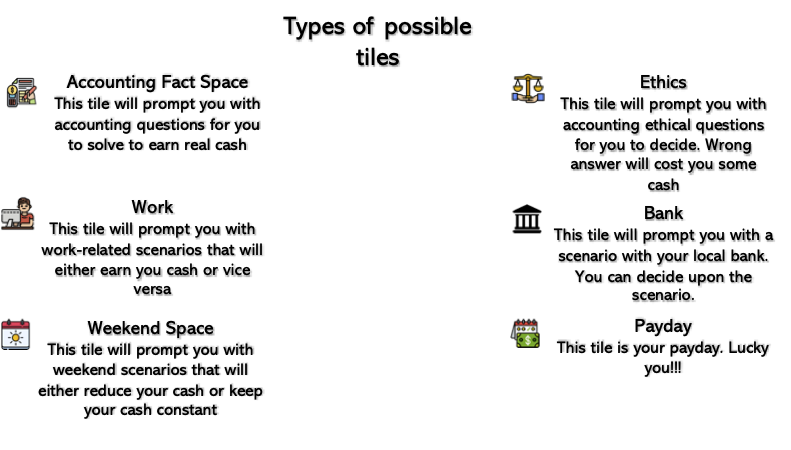 Types of possible
tiles
Accounting Fact Space
This tile will prompt you with
accounting questions for you
to solve to earn real cash
Work
This tile will prompt you with
work-related scenarios that will
either earn you cash or vice
versa
Weekend Space
This tile will prompt you with
weekend scenarios that will
either reduce your cash or keep
your cash constant
Ethics
This tile will prompt you with
accounting ethical questions
for you to decide. Wrong
answer will cost you some
cash
Bank
This tile will prompt you with a
scenario with your local bank.
You can decide upon the
scenario.
Payday
This tile is your payday. Lucky
you!!!